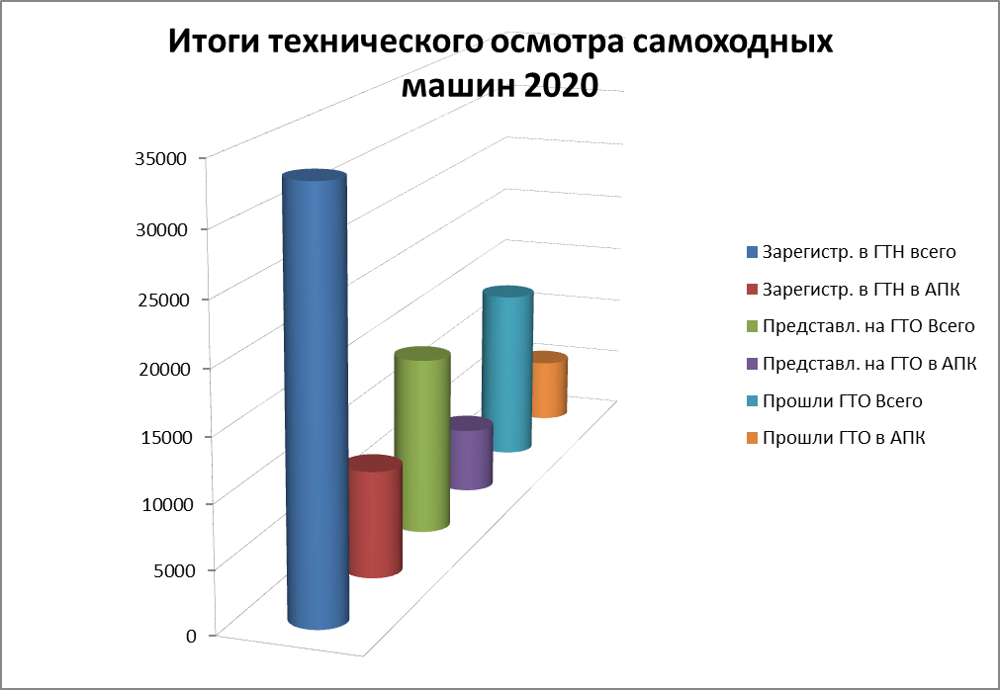 Итоги технического осмотра самоходных
машин 2020
35000
30000
25000
20000
15000
10000
5000
0
Зарегистр. в ГТН всего
Зарегистр. в ГТН в АПК
Представл. на ГТО Всего
Представл. на ГТО в АПК
Прошли ГТО Всего
Прошли ГТО в АПК